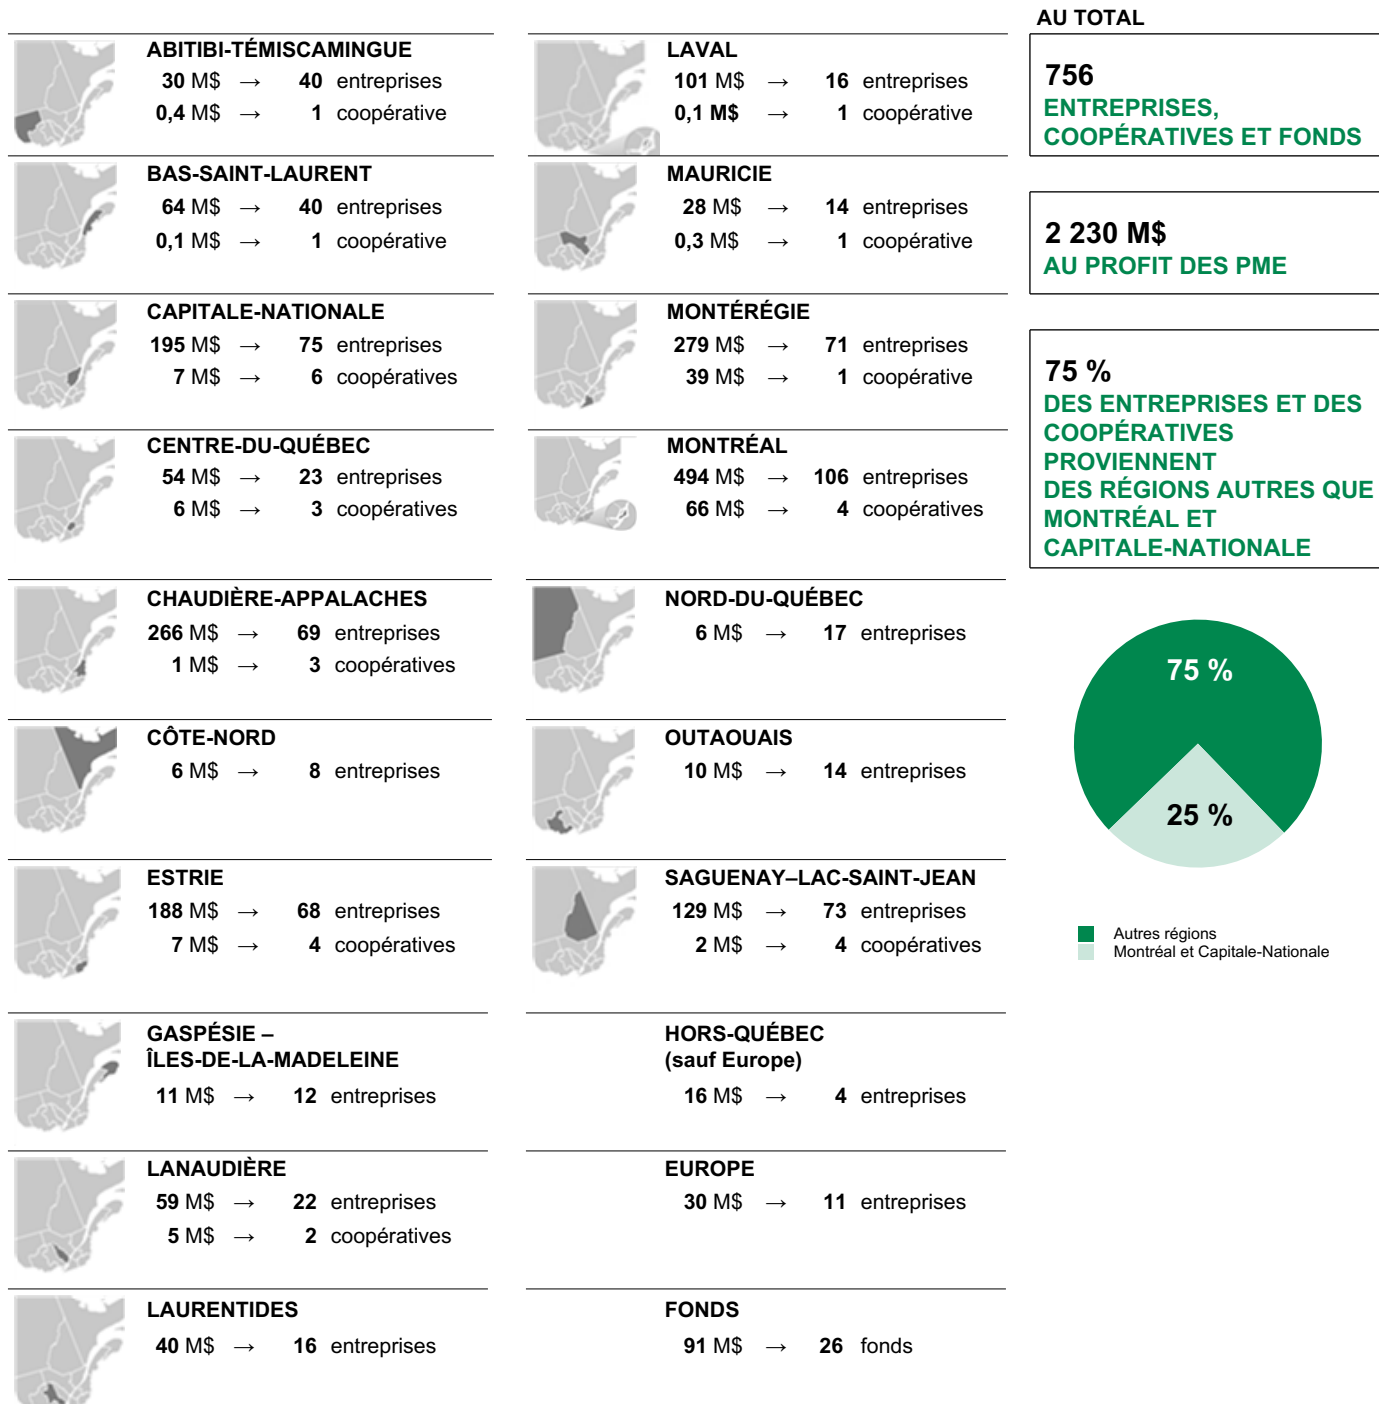 ABITIBI-TÉMISCAMINGUE
30 M$ → 40 entreprises
0,4 M$ → 1 coopérative
BAS-SAINT-LAURENT
64 M$ → 40 entreprises
0,1 M$ → 1 coopérative
CAPITALE-NATIONALE
195 M$ → 75 entreprises
7 M$ → 6 coopératives
CENTRE-DU-QUÉBEC
54 M$ → 23 entreprises
6 M$ → 3 coopératives
CHAUDIÈRE-APPALACHES
266 M$ → 69 entreprises
1 M$ → 3 coopératives
CÔTE-NORD
6 M$ → 8 entreprises
ESTRIE
188 M$ → 68 entreprises
7 M$ → 4 coopératives
GASPÉSIE –
ÎLES-DE-LA-MADELEINE
11 M$ → 12 entreprises
LANAUDIÈRE
59 M$ → 22 entreprises
5 M$ → 2 coopératives
LAURENTIDES
40 M$ → 16 entreprises
LAVAL
101 M$ → 16 entreprises
0,1 M$ → 1 coopérative
MAURICIE
28 M$ → 14 entreprises
0,3 M$ → 1 coopérative
MONTÉRÉGIE
279 M$ → 71 entreprises
39 M$ → 1 coopérative
MONTRÉAL
494 M$ → 106 entreprises
66 M$ → 4 coopératives
NORD-DU-QUÉBEC
6 M$ → 17 entreprises
OUTAOUAIS
10 M$ → 14 entreprises
SAGUENAY–LAC-SAINT-JEAN
129 M$ → 73 entreprises
2 M$ → 4 coopératives
HORS-QUÉBEC
(sauf Europe)
16 M$ → 4 entreprises
EUROPE
30 M$ → 11 entreprises
FONDS
91 M$ → 26 fonds
AU TOTAL
756
ENTREPRISES,
COOPÉRATIVES ET FONDS
2 230 M$
AU PROFIT DES PME
75 %
DES ENTREPRISES ET DES
COOPÉRATIVES
PROVIENNENT
DES RÉGIONS AUTRES QUE
MONTRÉAL ET
CAPITALE-NATIONALE
75 %
25 %
Autres régions
Montréal et Capitale-Nationale